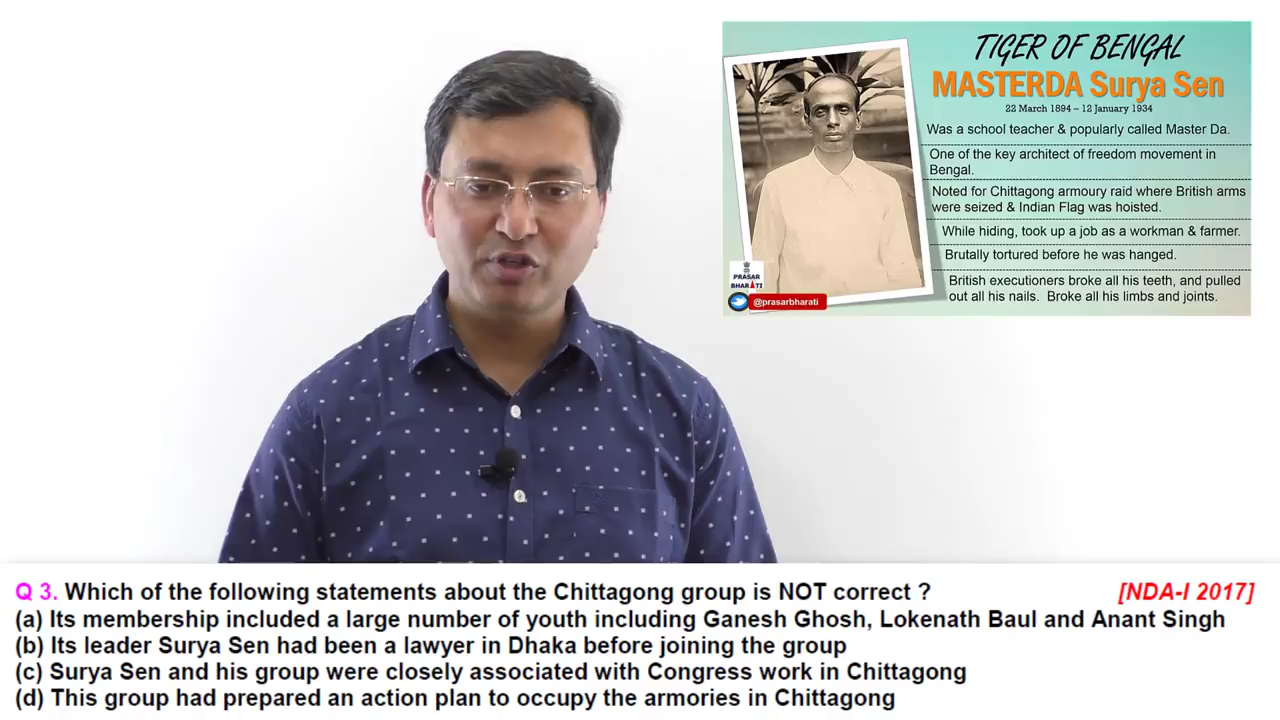 TIGER OF BENGAL
MASTERDA Surya Sen
22 March 1894 – 12 January 1934
Was a school teacher & popularly called Master Da.
One of the key architect of freedom movement in
Bengal.
Noted for Chittagong armoury raid where British arms
were seized & Indian Flag was hoisted.
While hiding, took up a job as a workman & farmer.
Brutally tortured before he was hanged.
British executioners broke all his teeth, and pulled
out all his nails. Broke all his limbs and joints.
PRASAR
BHARATI
@prasarbharati
Q 3. Which of the following statements about the Chittagong group is NOT correct ? [NDA-I 2017]
(a) Its membership included a large number of youth including Ganesh Ghosh, Lokenath Baul and Anant Singh
(b) Its leader Surya Sen had been a lawyer in Dhaka before joining the group
(c) Surya Sen and his group were closely associated with Congress work in Chittagong
(d) This group had prepared an action plan to occupy the armories in Chittagong